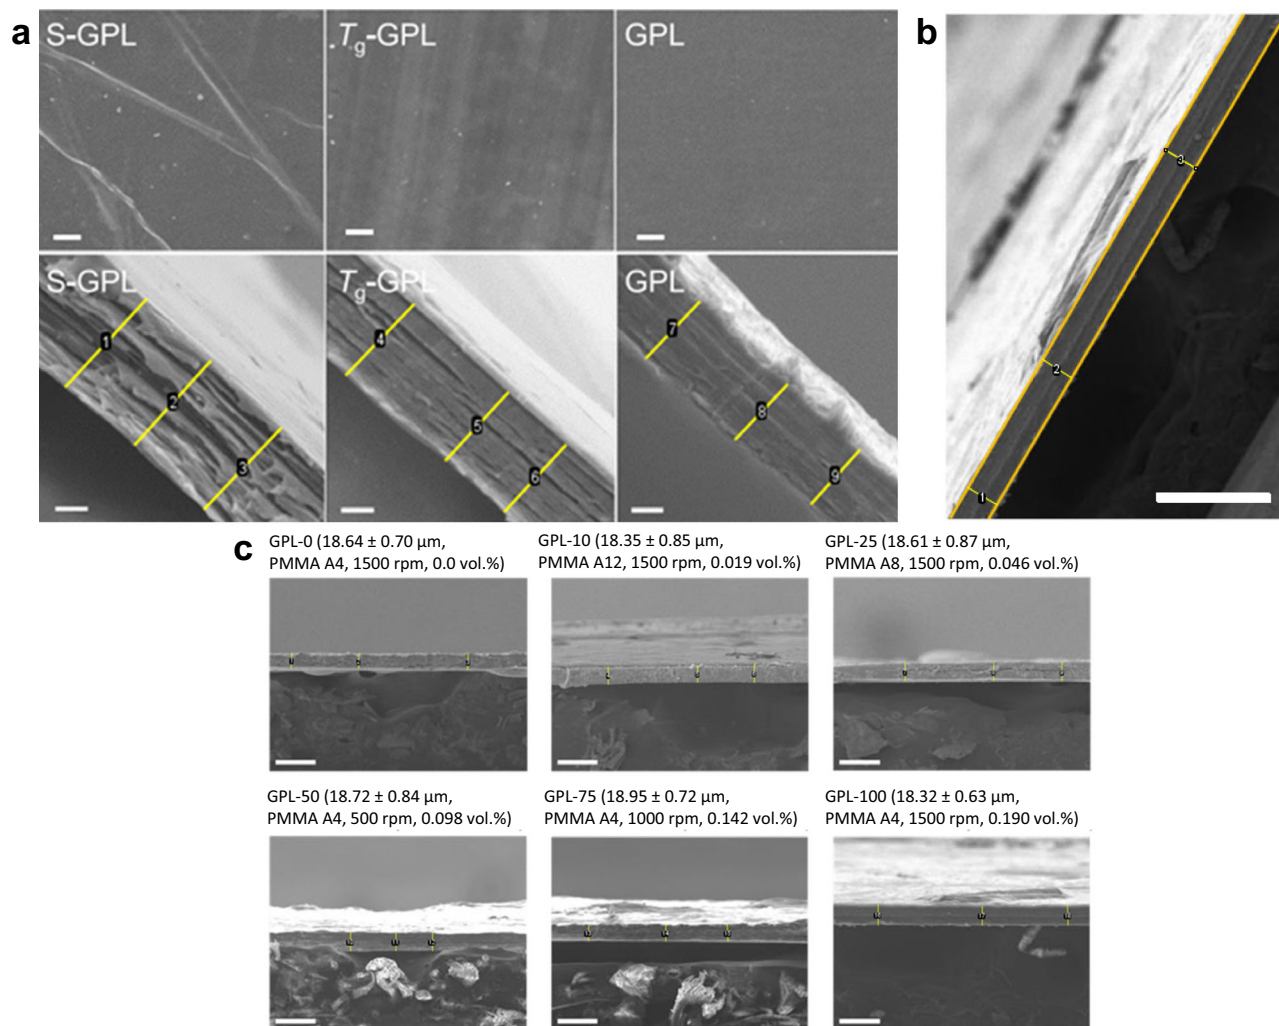 a
S-GPL
Tg-GPL
GPL
b
S-GPL
Tg-GPL
GPL
1
2
3
4
5
6
7
8
9
3
2
1
c
GPL-0 (18.64 ± 0.70 µm,
PMMA A4, 1500 rpm, 0.0 vol.%)
GPL-10 (18.35 ± 0.85 µm,
PMMA A12, 1500 rpm, 0.019 vol.%)
GPL-25 (18.61 ± 0.87 µm,
PMMA A8, 1500 rpm, 0.046 vol.%)
GPL-50 (18.72 ± 0.84 µm,
PMMA A4, 500 rpm, 0.098 vol.%)
GPL-75 (18.95 ± 0.72 µm,
PMMA A4, 1000 rpm, 0.142 vol.%)
GPL-100 (18.32 ± 0.63 µm,
PMMA A4, 1500 rpm, 0.190 vol.%)